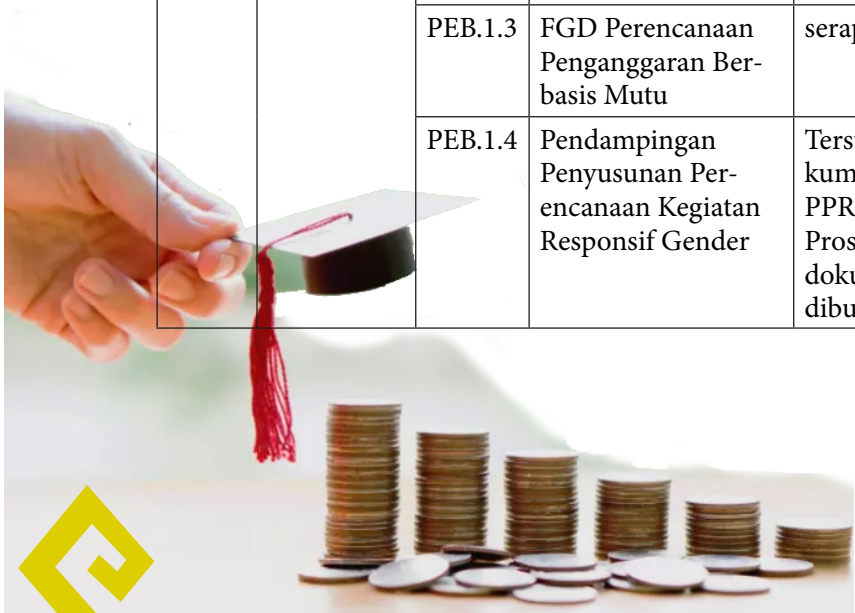 PEB.1.3 FGD Perencanaan
Penganggaran Ber-
basis Mutu
PEB.1.4 Pendampingan
Penyusunan Per-
encanaan Kegiatan
Responsif Gender